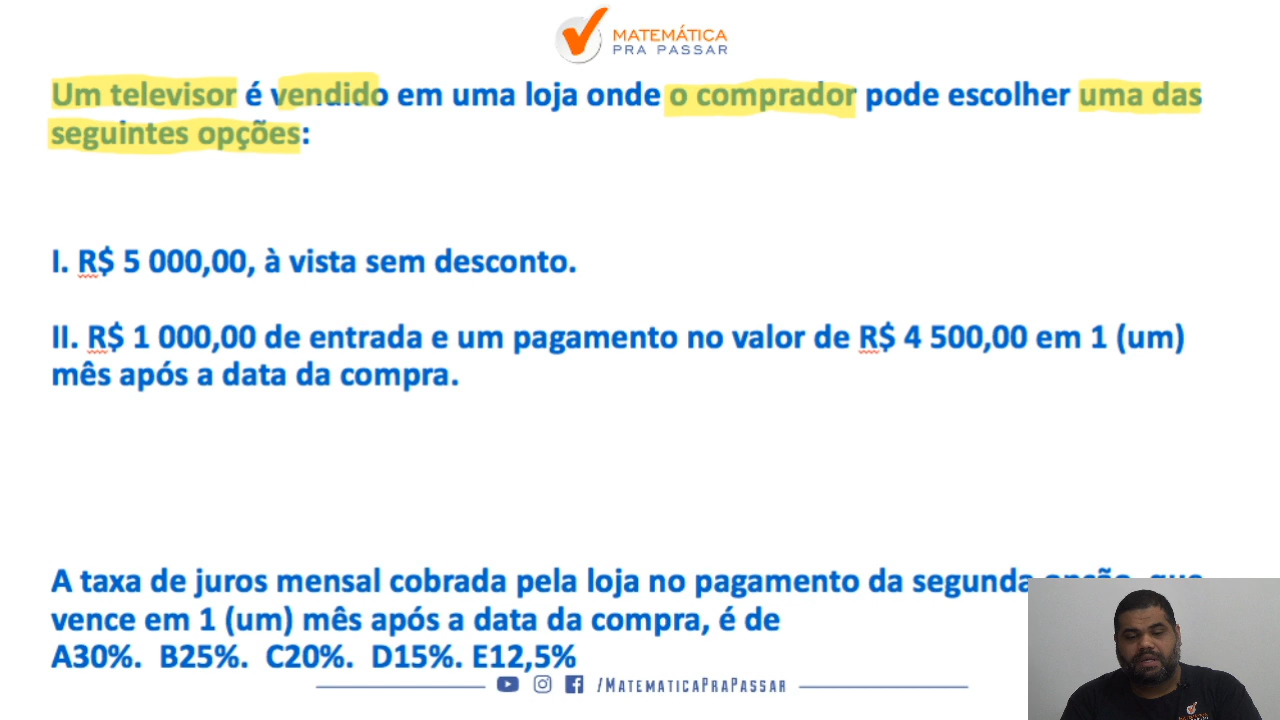 MATEMÁTICA
PRA PASSAR
Um televisor é vendido em uma loja onde o comprador pode escolher uma das
seguintes opções:
I. R$ 5 000,00, à vista sem desconto.
II. R$ 1 000,00 de entrada e um pagamento no valor de R$ 4 500,00 em 1 (um)
mês após a data da compra.
A taxa de juros mensal cobrada pela loja no pagamento da segunda
vence em 1 (um) mês após a data da compra, é de
A30%. B25%. C20%. D15%. E12,5%
/MATEMATICAPRAPASSAR